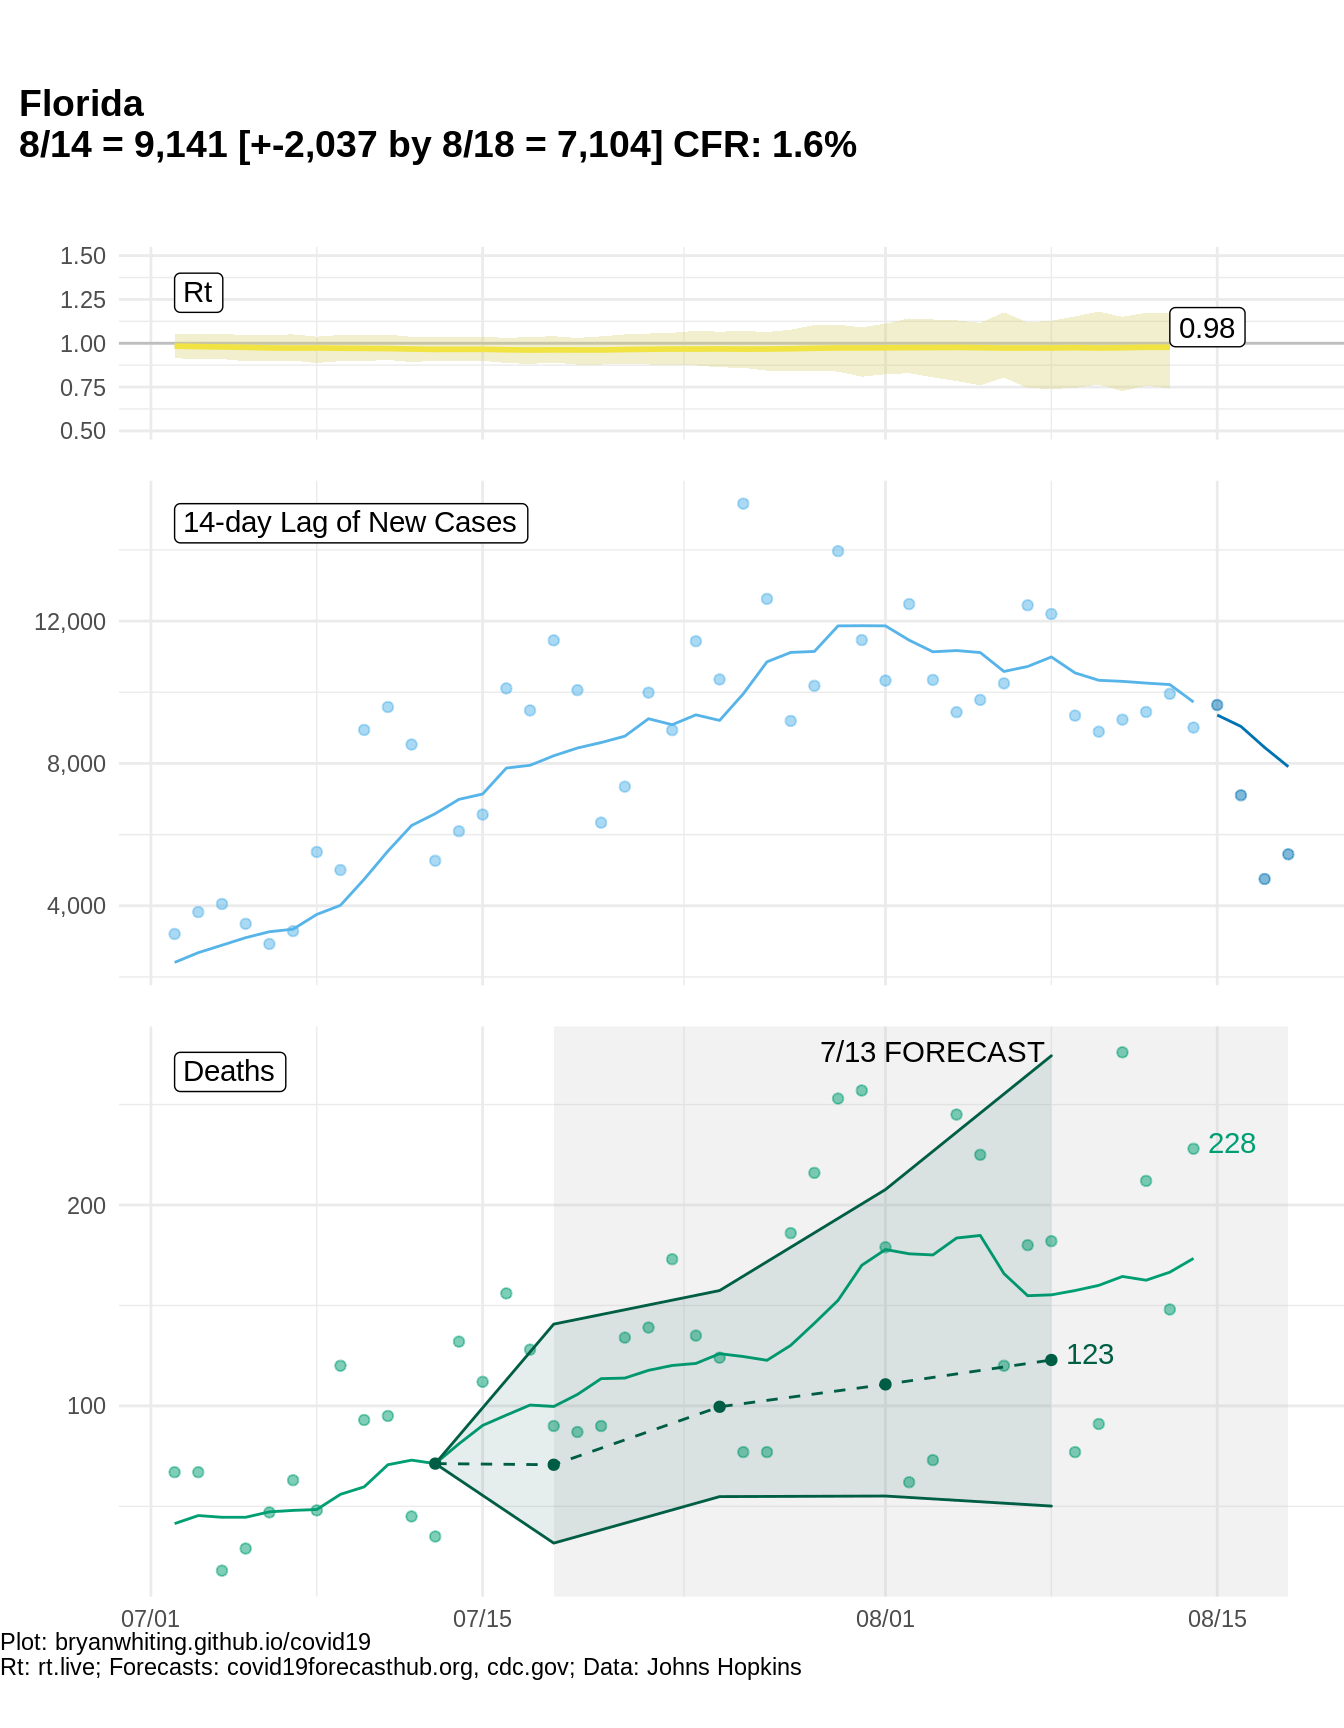 Florida
8/14 = 9,141 [+-2,037 by 8/18 = 7,104] CFR: 1.6%
1.50
1.25
1.00
0.75
0.50
Rt
0.98
14-day Lag of New Cases
12,000
8,000
4,000
7/13 FORECAST
Deaths
228
200
123
100
07/01
07/15
08/01
08/15
Plot: bryanwhiting.github.io/covid19
Rt: rt.live; Forecasts: covid19forecasthub.org, cdc.gov; Data: Johns Hopkins